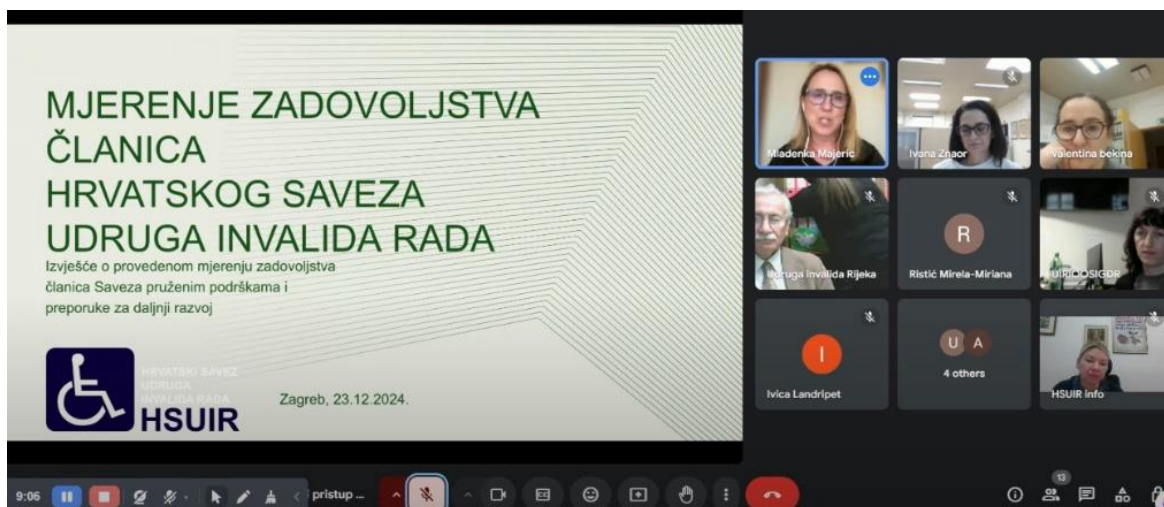 MJERENJE ZADOVOLJSTVA
ČLANICA
HRVATSKOG SAVEZA
UDRUGA INVALIDA RADA
Izvješće o provedenom mjerenju zadovoljstva
članica Saveza pruženim podrškama i
preporuke za daljnji razvoj
HRVATSKI SAVEZ
UDRUGA
INVALIDA RADA
HSUIR
Zagreb, 23.12.2024.
Mladenka Majerić
Ivana Znaor
valentina bekina
Udruga invalida Rijeka
R
Ristić Mirela-Miriana
UIRIOOSIGDR
I
Ivica Landripet
U A
4 others
HSUIR Info
9:06
pristup ...
CC
13